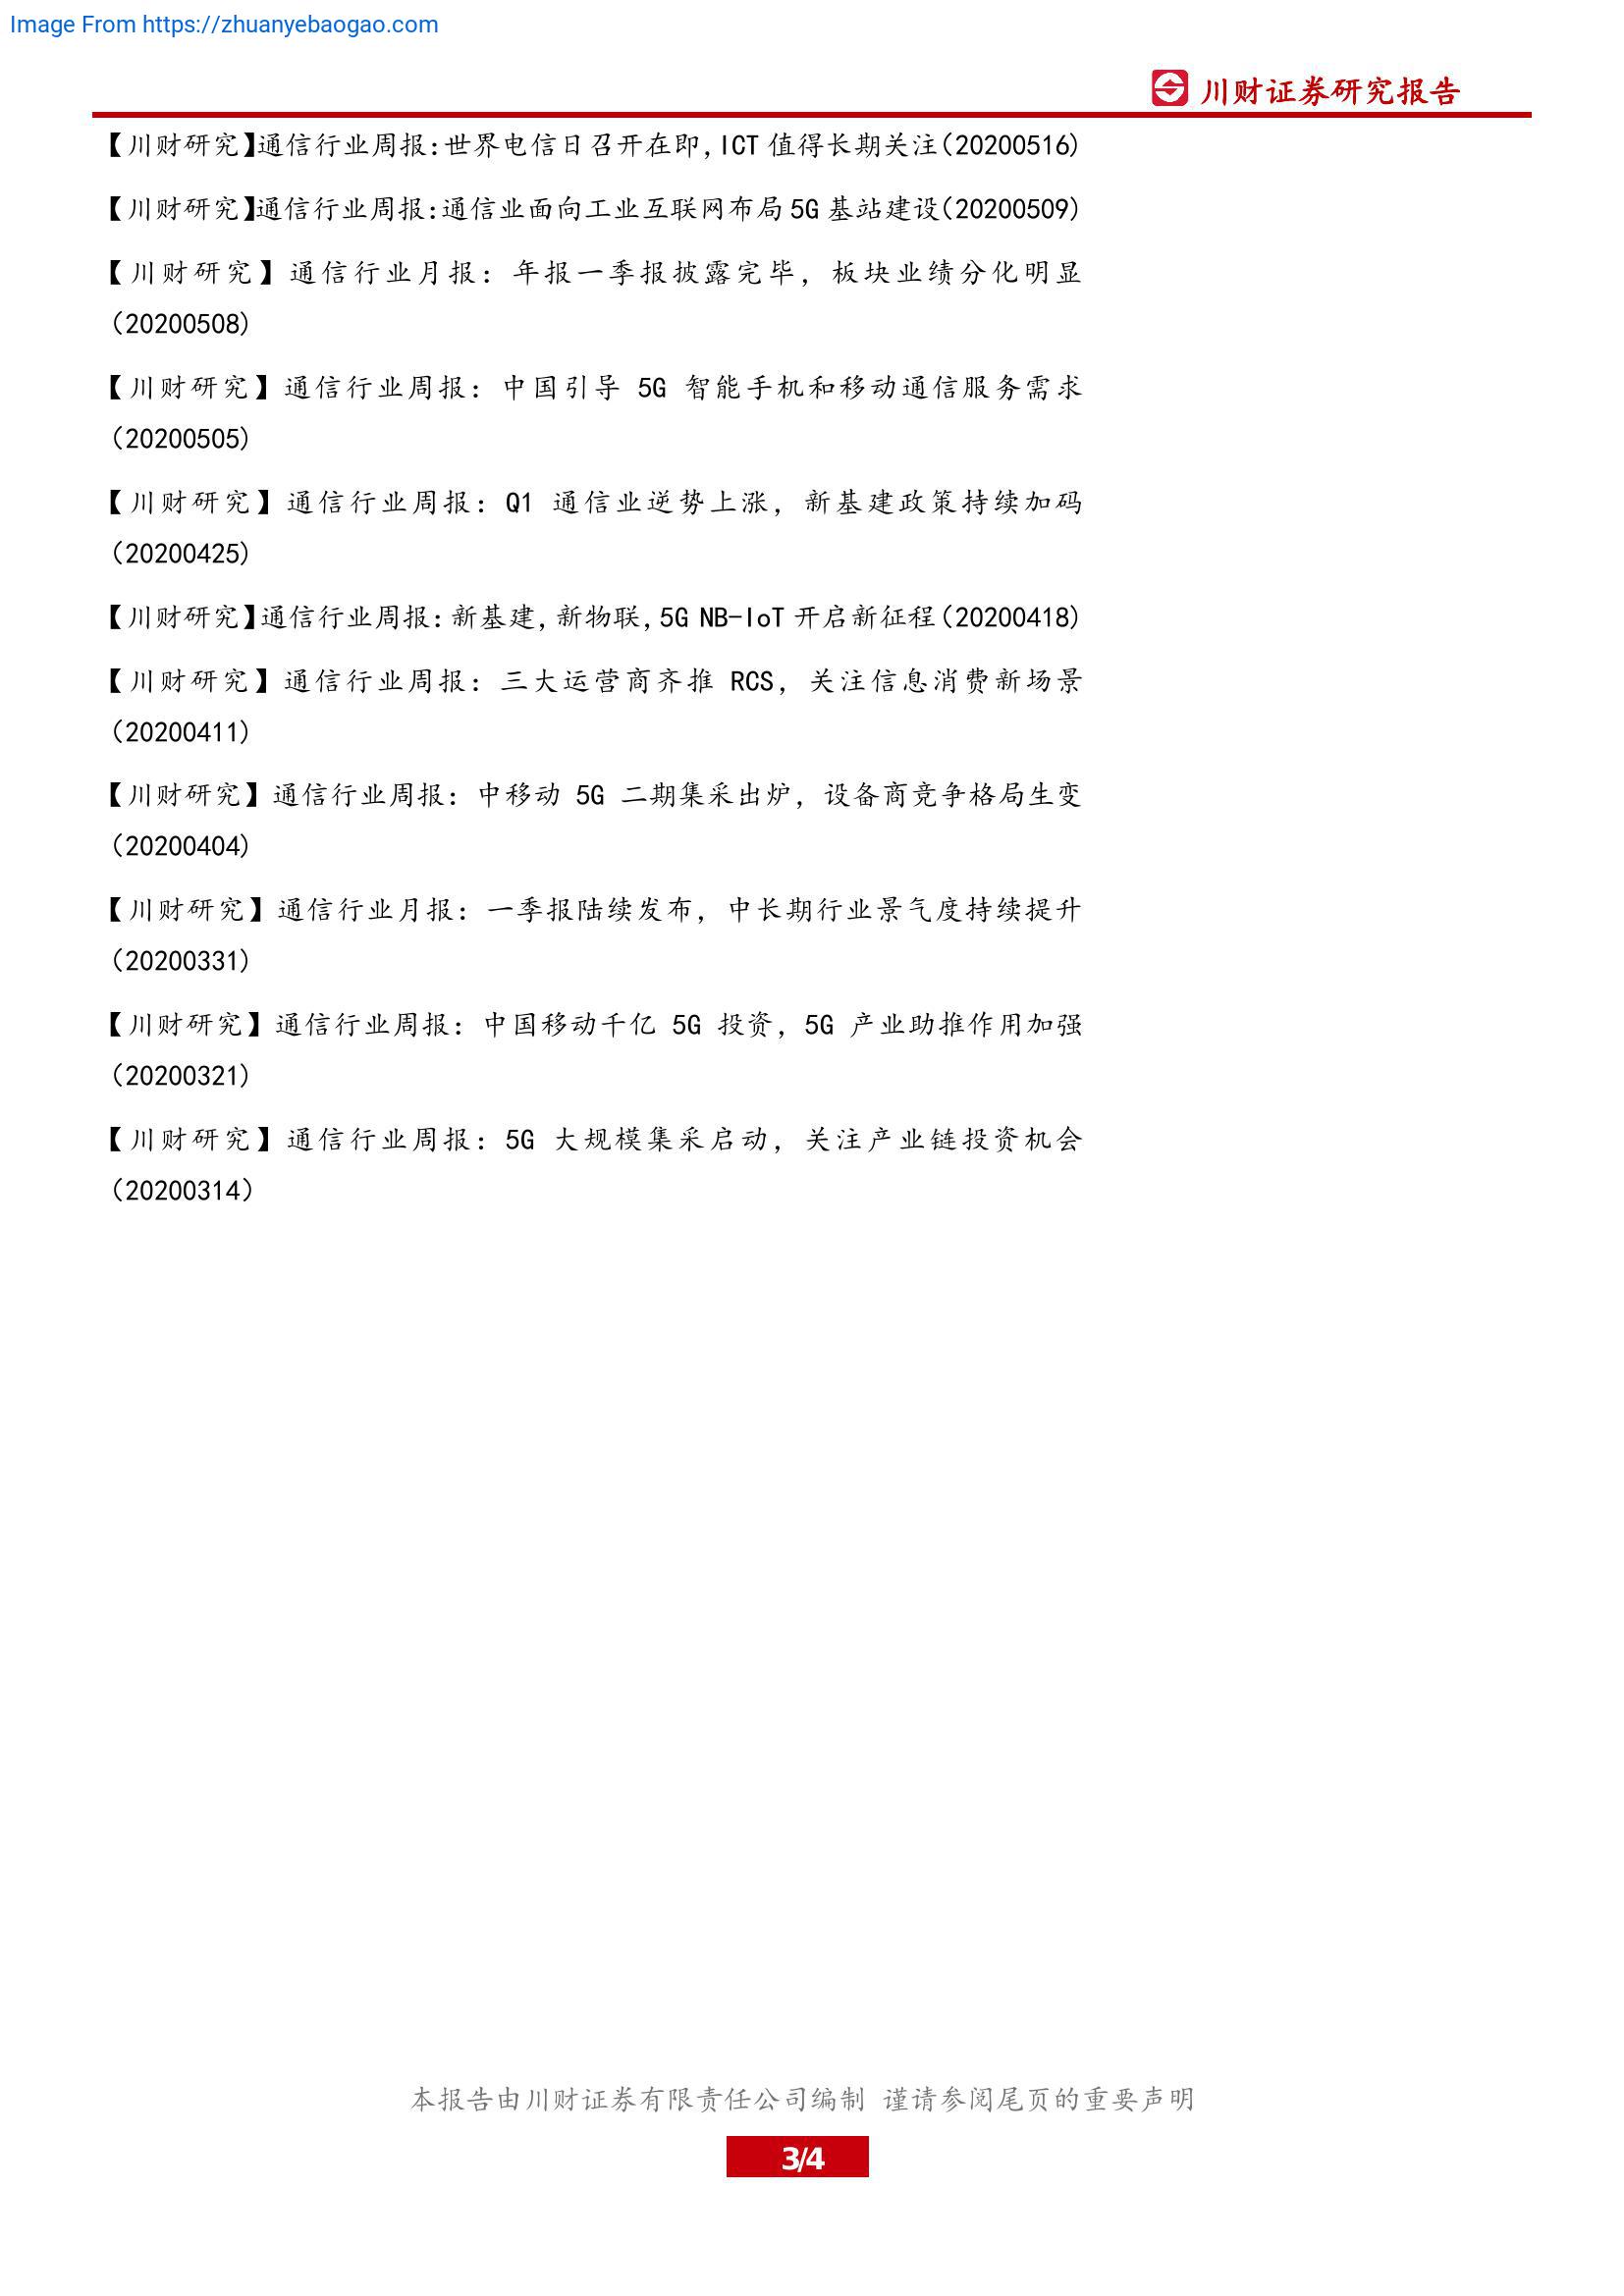 Image From https://zhuanyebaogao.com
川财证券研究报告
【川财研究】通信行业周报：世界电信日召开在即，ICT 值得长期关注（20200516）
【川财研究】通信行业周报：通信业面向工业互联网布局 5G 基站建设（20200509）
【川财研究】通信行业月报：年报一季报披露完毕，板块业绩分化明显
（20200508）
【川财研究】通信行业周报：中国引导 5G 智能手机和移动通信服务需求
（20200505）
【川财研究】通信行业周报：Q1 通信业逆势上涨，新基建政策持续加码
（20200425）
【川财研究】通信行业周报：新基建，新物联，5G NB-IoT 开启新征程（20200418）
【川财研究】通信行业周报：三大运营商齐推 RCS，关注信息消费新场景
（20200411）
【川财研究】通信行业周报：中移动 5G 二期集采出炉，设备商竞争格局生变
（20200404）
【川财研究】通信行业月报：一季报陆续发布，中长期行业景气度持续提升
（20200331）
【川财研究】通信行业周报：中国移动千亿 5G 投资，5G 产业助推作用加强
（20200321）
【川财研究】通信行业周报：5G 大规模集采启动，关注产业链投资机会
（20200314）
本报告由川财证券有限责任公司编制 谨请参阅尾页的重要声明
3/4